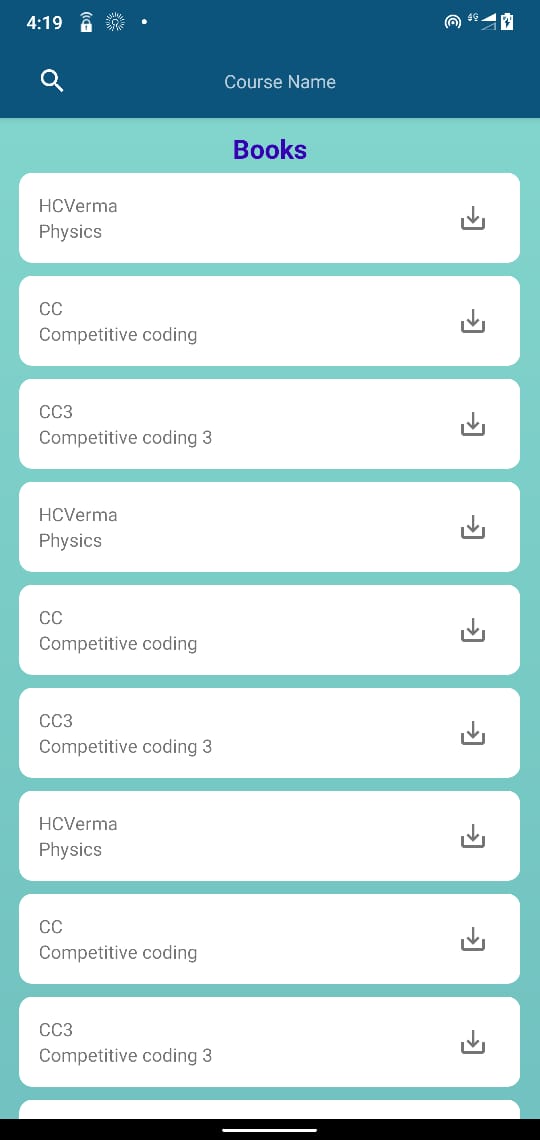 4:19
4G
Course Name
Books
HCVerma
Physics
CC
Competitive coding
CC3
Competitive coding 3
HCVerma
Physics
CC
Competitive coding
CC3
Competitive coding 3
HCVerma
Physics
CC
Competitive coding
CC3
Competitive coding 3